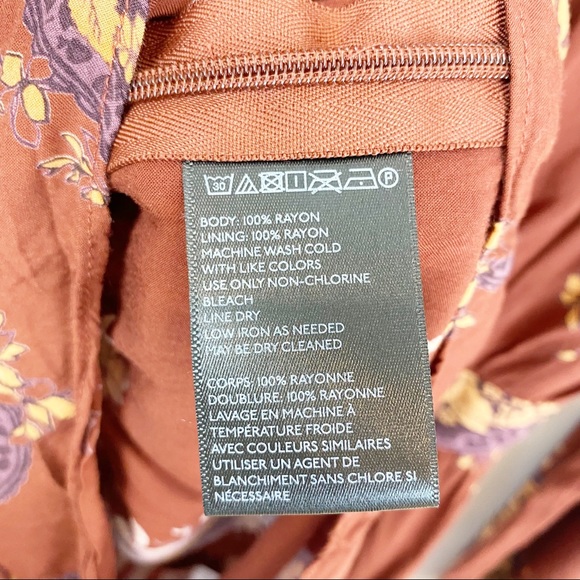 30 P
BODY: 100% RAYON
LINING: 100% RAYON
MACHINE WASH COLD
WITH LIKE COLORS
USE ONLY NON-CHLORINE
BLEACH
LINE DRY
LOW IRON AS NEEDED
MAY BE DRY CLEANED
CORPS: 100% RAYONNE
DOUBLURE: 100% RAYONNE
LAVAGE EN MACHINE À
TEMPÉRATURE FROIDE
AVEC COULEURS SIMILAIRES
UTILISER UN AGENT DE
BLANCHIMENT SANS CHLORE SI
NÉCESSAIRE